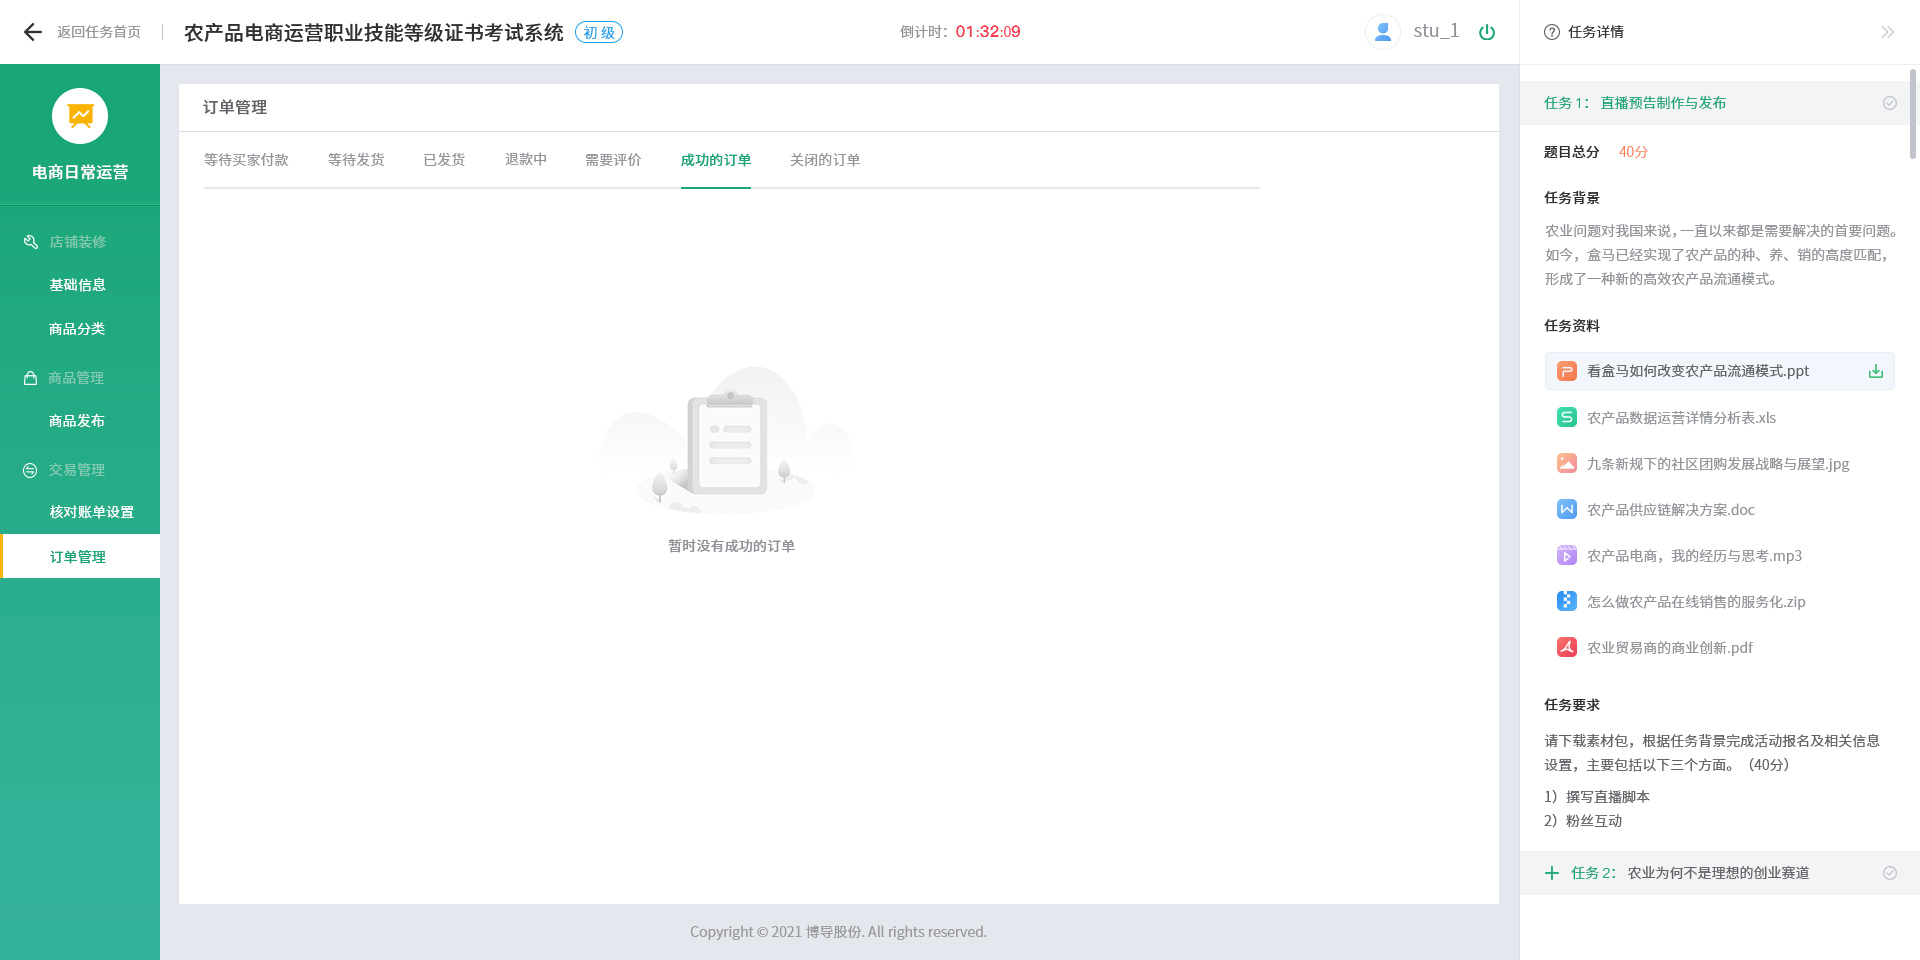 返回任务首页
农产品电商运营职业技能等级证书考试系统
初级
倒计时：01:32:09
stu_1
任务详情
电商日常运营
店铺装修
基础信息
商品分类
商品管理
商品发布
交易管理
核对账单设置
订单管理
订单管理
等待买家付款 等待发货 已发货 退款中 需要评价 成功的订单 关闭的订单
暂时没有成功的订单
Copyright © 2021 博导股份. All rights reserved.
任务 1： 直播预告制作与发布
题目总分 40分
任务背景
农业问题对我国来说，一直以来都是需要解决的首要问题。
如今，盒马已经实现了农产品的种、养、销的高度匹配，
形成了一种新的高效农产品流通模式。
任务资料
看盒马如何改变农产品流通模式.ppt
农产品数据运营详情分析表.xls
九条新规下的社区团购发展战略与展望.jpg
农产品供应链解决方案.doc
农产品电商，我的经历与思考.mp3
怎么做农产品在线销售的服务化.zip
农业贸易商的商业创新.pdf
任务要求
请下载素材包，根据任务背景完成活动报名及相关信息
设置，主要包括以下三个方面。（40分）
1）撰写直播脚本
2）粉丝互动
任务 2： 农业为何不是理想的创业赛道